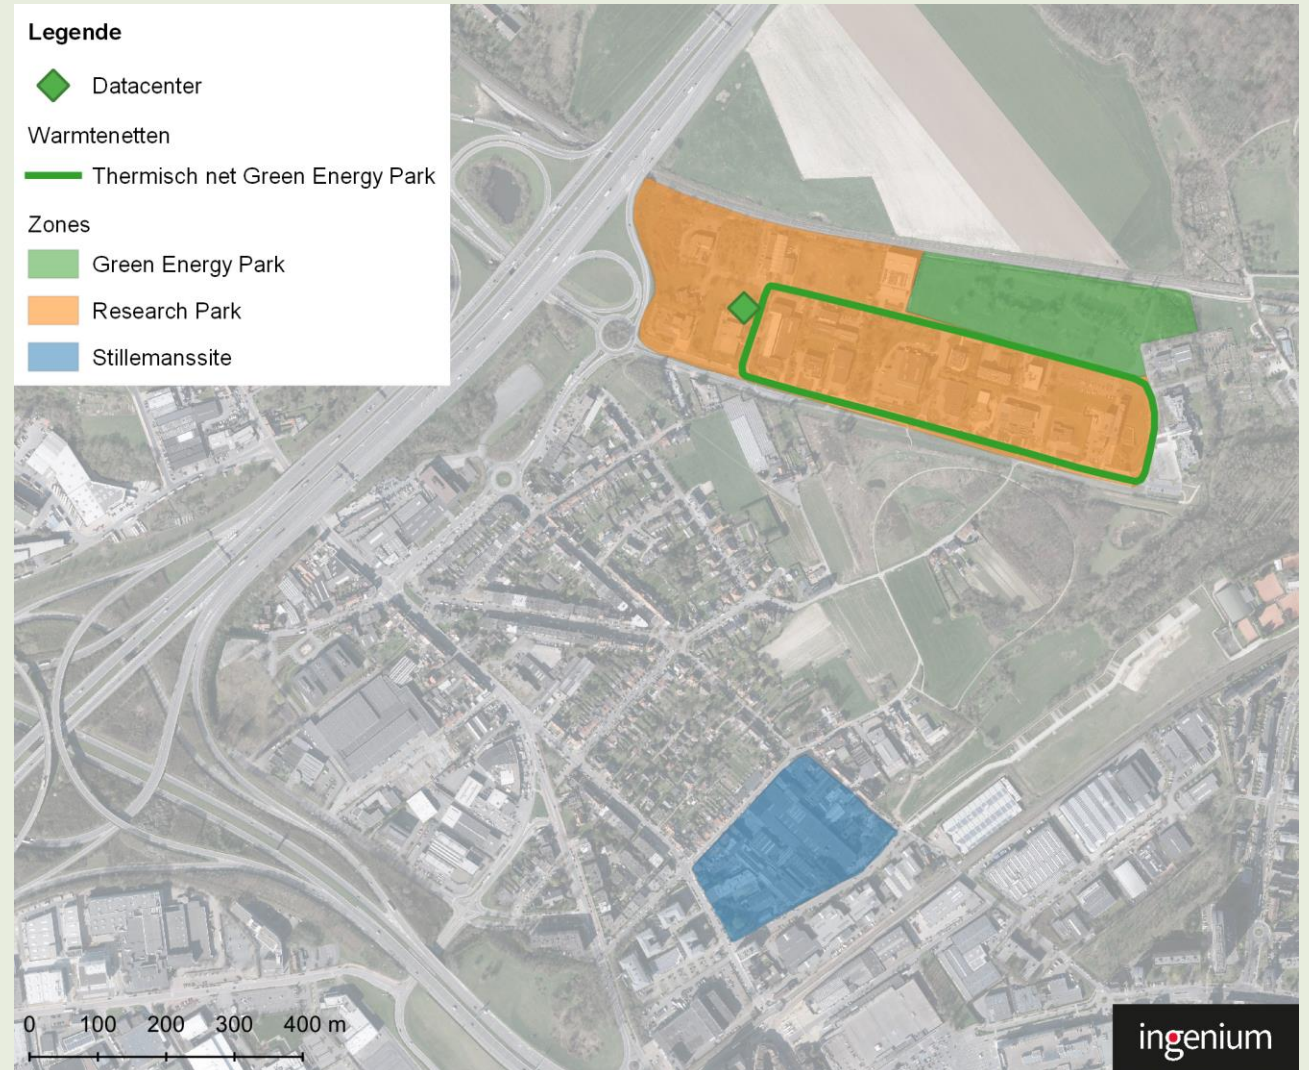 Legende
Datacenter
Warmtenetten
Thermisch net Green Energy Park
Zones
Green Energy Park
Research Park
Stillemanssite
0 100 200 300 400 m
ingenium